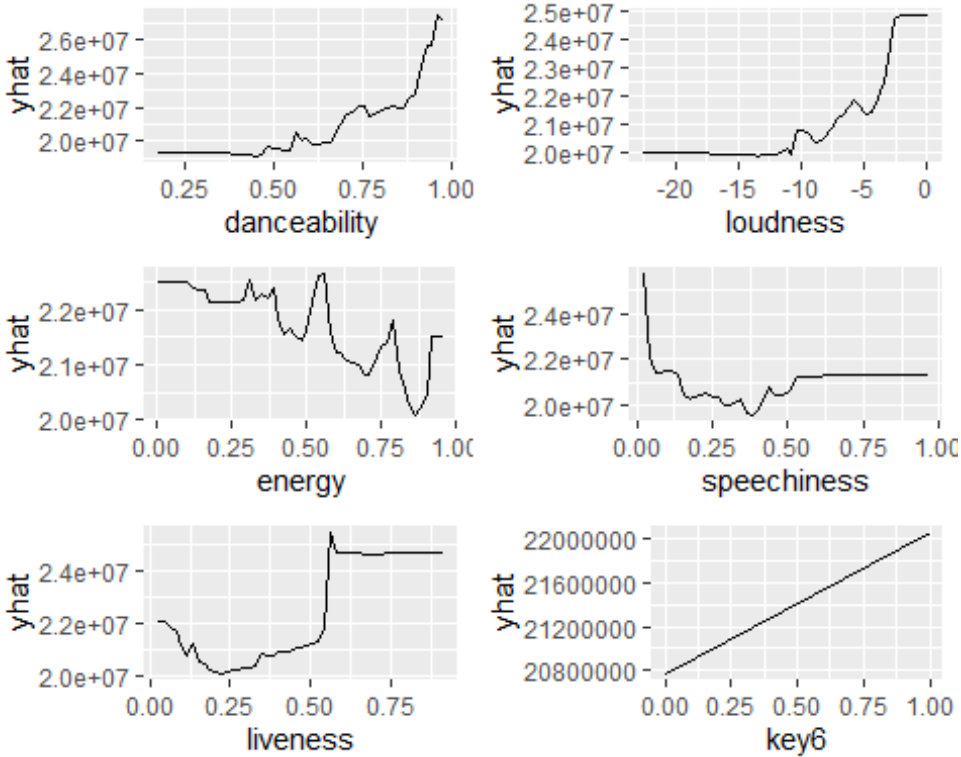 yhat
2.6e+07
2.4e+07
2.2e+07
2.0e+07
0.25 0.50 0.75 1.00
danceability
yhat
2.5e+07
2.4e+07
2.3e+07
2.2e+07
2.1e+07
2.0e+07
-20 -15 -10 -5 0
loudness
yhat
2.2e+07
2.1e+07
2.0e+07
0.00 0.25 0.50 0.75 1.00
energy
yhat
2.4e+07
2.2e+07
2.0e+07
0.00 0.25 0.50 0.75 1.00
speechiness
yhat
2.4e+07
2.2e+07
2.0e+07
0.00 0.25 0.50 0.75
liveness
yhat
22000000
21600000
21200000
20800000
0.00 0.25 0.50 0.75 1.00
key6